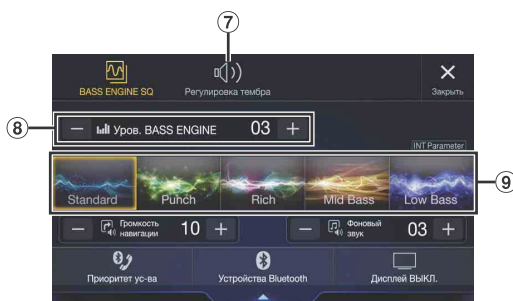 7
BASS ENGINE SQ
Регулировка тембра
Закрыть
8
Уров. BASS ENGINE 03
INT Parameter
Standard Punch Rich Mid Bass Low Bass
9
Громкость
навигации
10
Фоновый
звук
03
Приоритет ус-ва
Устройства Bluetooth
Дисплей ВЫКЛ.